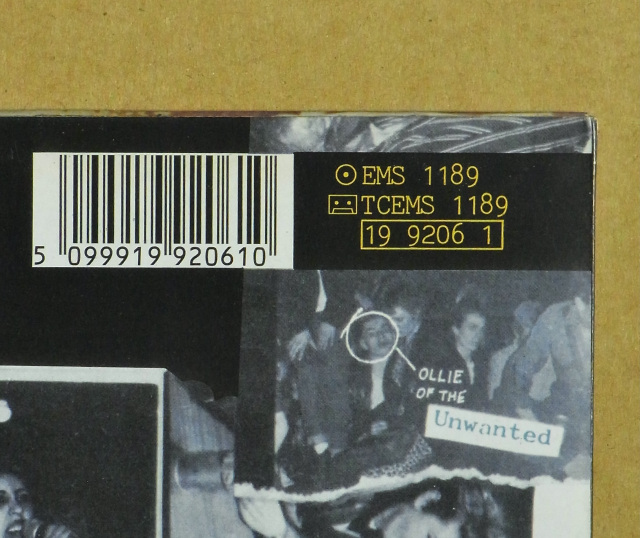 EMS 1189
TCEMS 1189
19 9206 1
5 099919 920610
OLLIE
OF THE
Unwanted